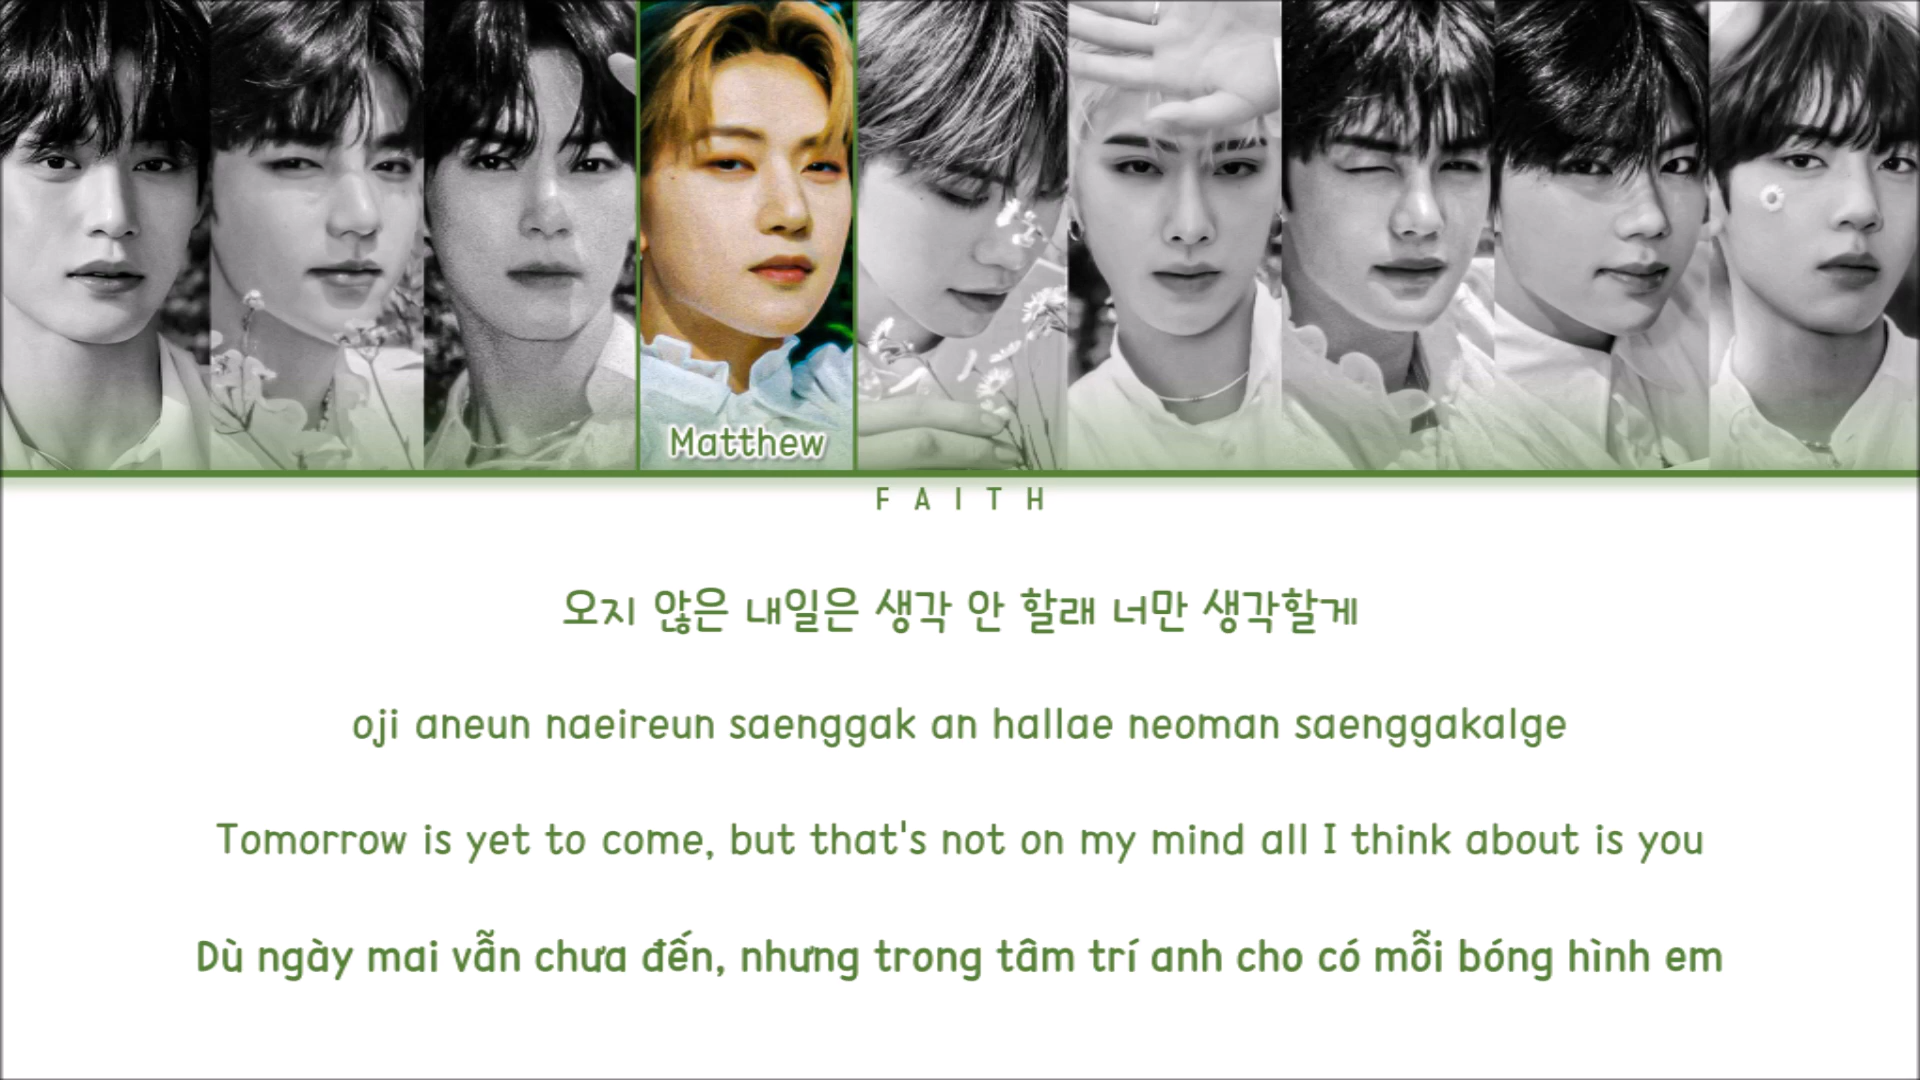 Matthew
F A I T H
오지 않은 내일은 생각 안 할래 너만 생각할게
oji aneun naeireun saenggak an hallae neoman saenggakalge
Tomorrow is yet to come, but that's not on my mind all I think about is you
Dù ngày mai vẫn chưa đến, nhưng trong tâm trí anh cho có mỗi bóng hình em